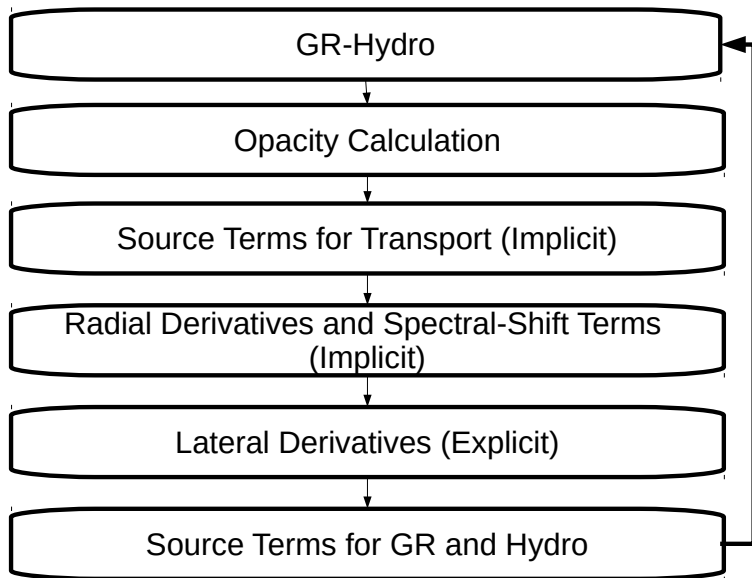 GR-Hydro
Opacity Calculation
Source Terms for Transport (Implicit)
Radial Derivatives and Spectral-Shift Terms
(Implicit)
Lateral Derivatives (Explicit)
Source Terms for GR and Hydro